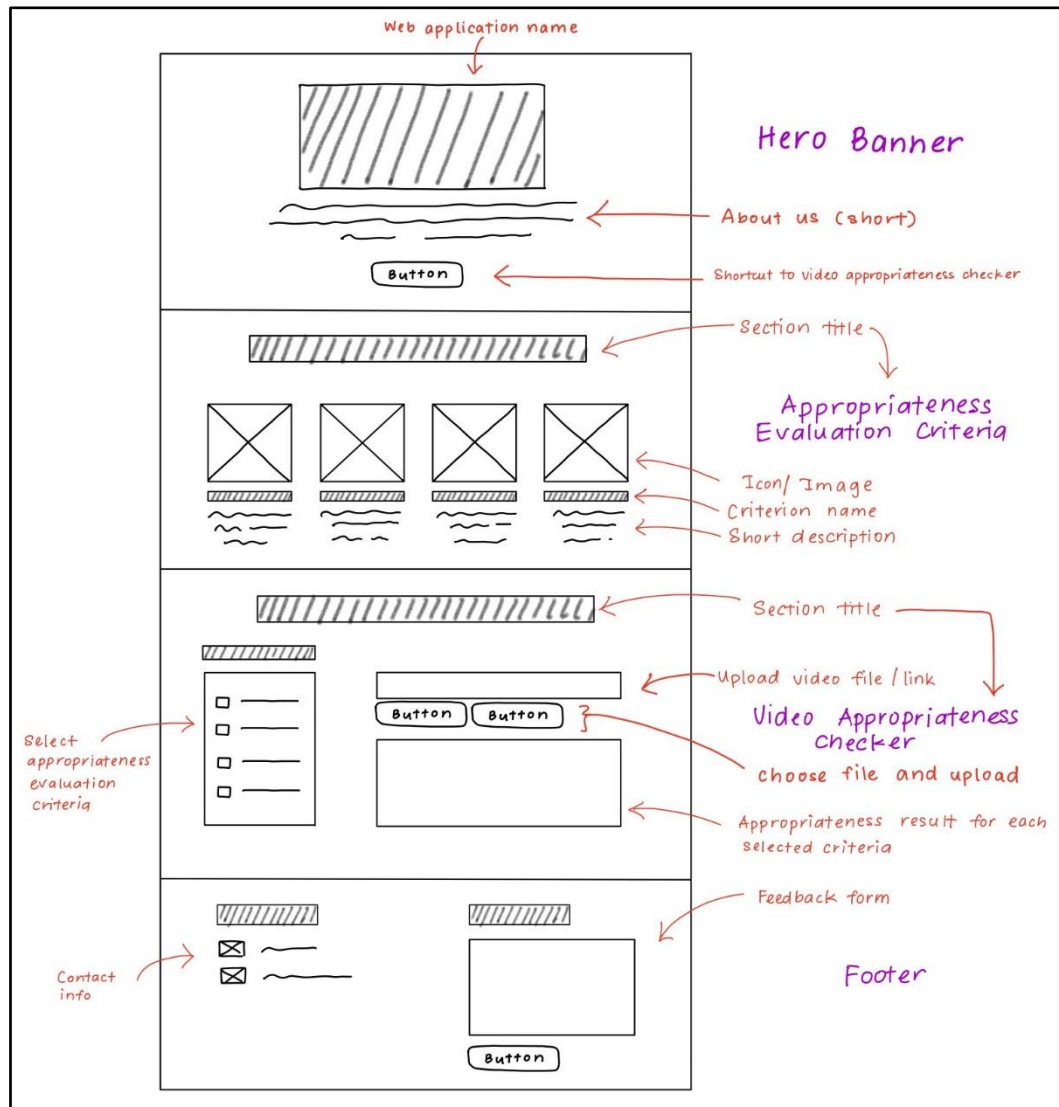 Web application name
Hero Banner
About us (short)
Button
Shortcut to video appropriateness checker
Section title
Appropriateness
Evaluation Criteria
Icon/ Image
Criterion name
Short description
Section title
Upload video file / link
Button
Button
Video Appropriateness
Checker
choose file and upload
Select
appropriateness
evaluation
criteria
Appropriateness result for each
selected criteria
Feedback form
Contact
info
Footer
Button